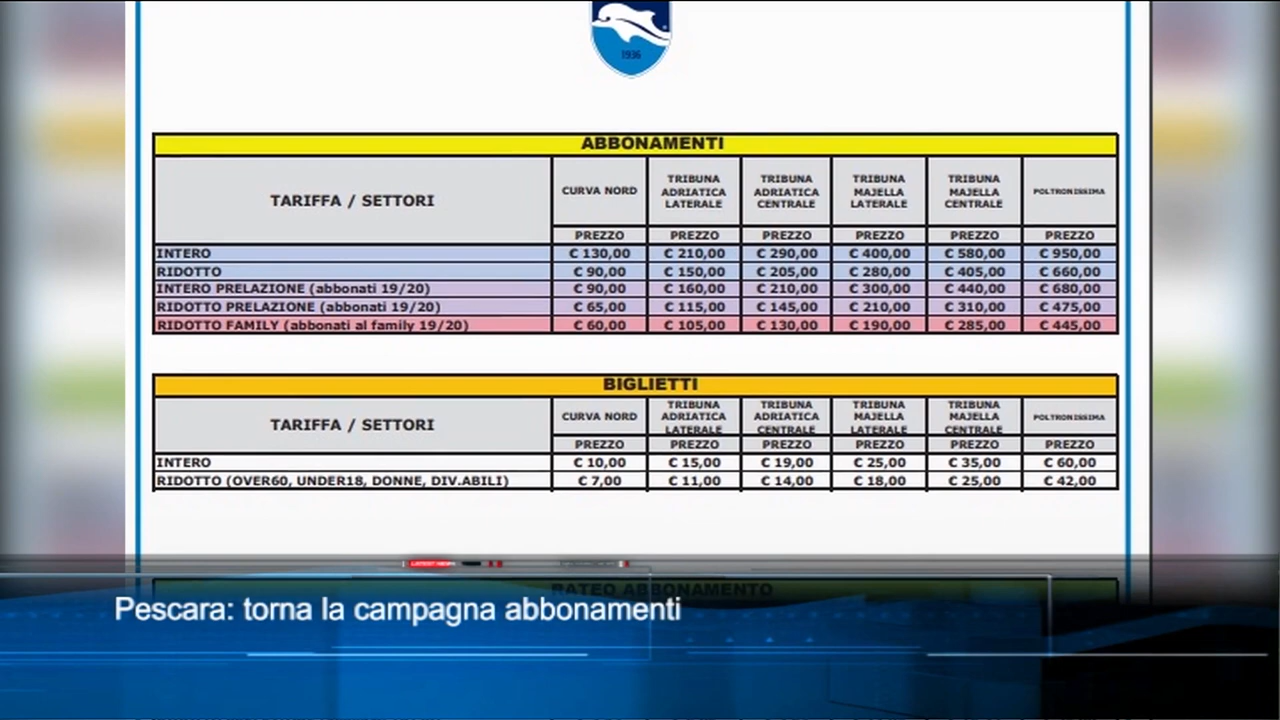 1936
ABBONAMENTI
TARIFFA / SETTORI CURVA NORD TRIBUNA ADRIATICA LATERALE TRIBUNA ADRIATICA CENTRALE TRIBUNA MAJELLA LATERALE TRIBUNA MAJELLA CENTRALE POLTRONISSIMA
PREZZO PREZZO PREZZO PREZZO PREZZO PREZZO
INTERO € 130,00 € 210,00 € 290,00 € 400,00 € 580,00 € 950,00
RIDOTTO € 90,00 € 150,00 € 205,00 € 280,00 € 405,00 € 660,00
INTERO PRELAZIONE (abbonati 19/20) € 90,00 € 160,00 € 210,00 € 300,00 € 440,00 € 680,00
RIDOTTO PRELAZIONE (abbonati 19/20) € 65,00 € 115,00 € 145,00 € 210,00 € 310,00 € 475,00
RIDOTTO FAMILY (abbonati al family 19/20) € 60,00 € 105,00 € 130,00 € 190,00 € 285,00 € 445,00
BIGLIETTI
TARIFFA / SETTORI CURVA NORD TRIBUNA ADRIATICA LATERALE TRIBUNA ADRIATICA CENTRALE TRIBUNA MAJELLA LATERALE TRIBUNA MAJELLA CENTRALE POLTRONISSIMA
PREZZO PREZZO PREZZO PREZZO PREZZO PREZZO
INTERO € 10,00 € 15,00 € 19,00 € 25,00 € 35,00 € 60,00
RIDOTTO (OVER60, UNDER18, DONNE, DIV.ABILI) € 7,00 € 11,00 € 14,00 € 18,00 € 25,00 € 42,00
LATEST NEWS
RATEO ABBONAMENTO
Pescara: torna la campagna abbonamenti